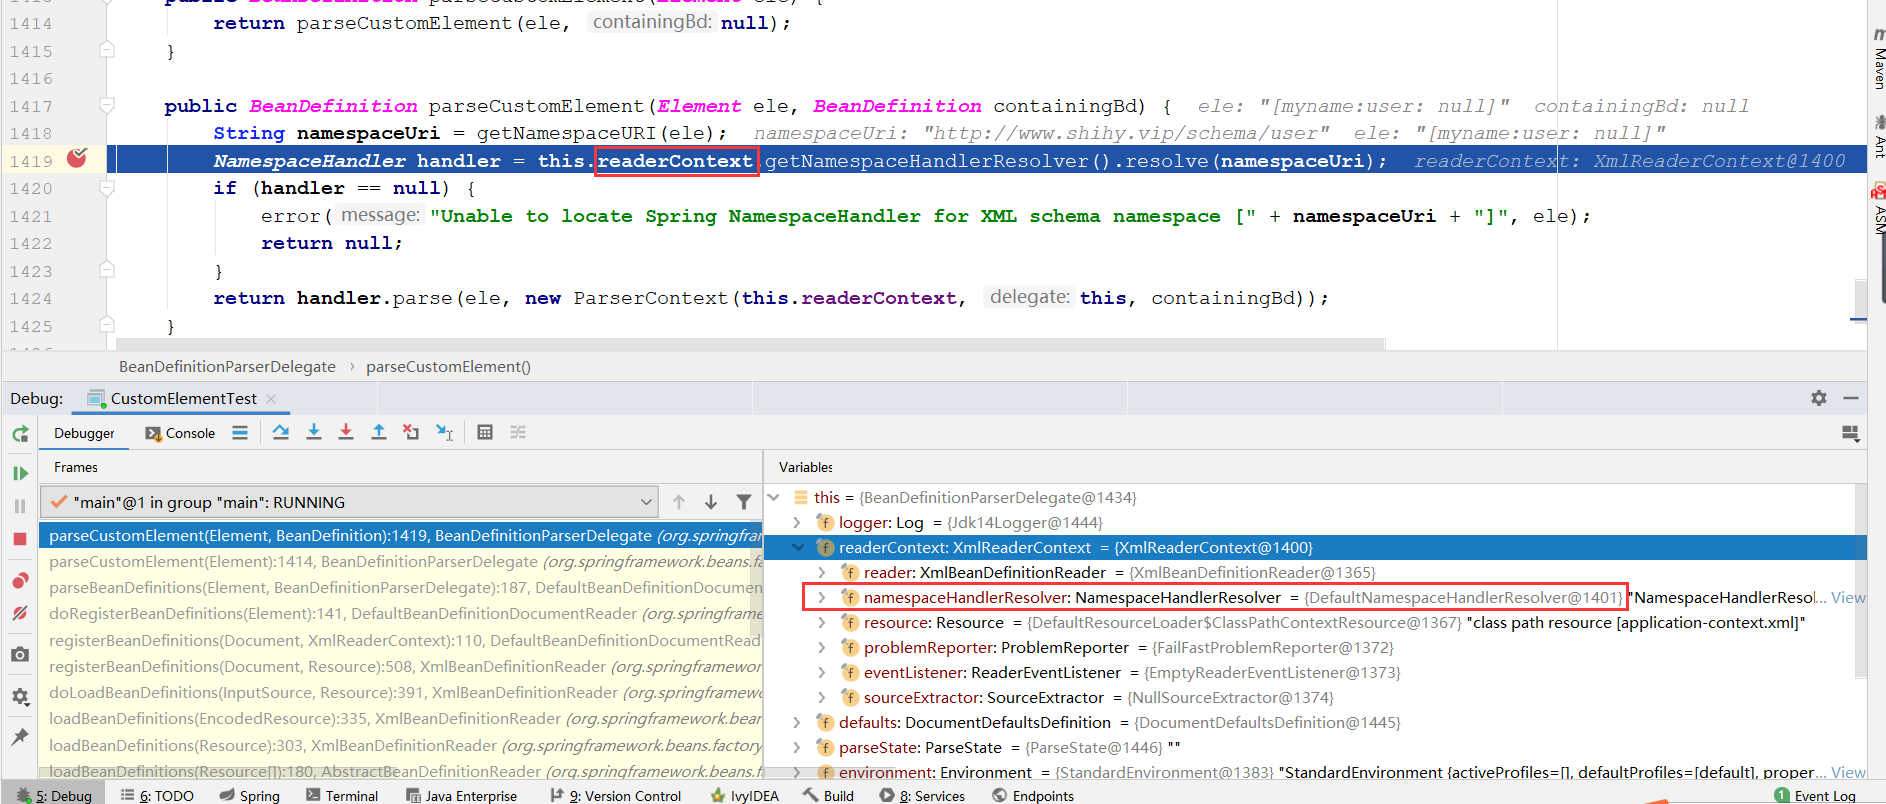 public BeanDefinition parseCustomElement(Element ele) {
1414 return parseCustomElement(ele, containingBd: null);
1415 }
1416
1417 public BeanDefinition parseCustomElement(Element ele, BeanDefinition containingBd) { ele: "[myname:user: null]" containingBd: null
1418 String namespaceUri = getNamespaceURI(ele); namespaceUri: "http://www.shihy.vip/schema/user" ele: "[myname:user: null]"
1419 NamespaceHandler handler = this.readerContext.getNamespaceHandlerResolver().resolve(namespaceUri); readerContext: XmlReaderContext@1400
1420 if (handler == null) {
1421 error( message: "Unable to locate Spring NamespaceHandler for XML schema namespace [" + namespaceUri + "]", ele);
1422 return null;
1423 }
1424 return handler.parse(ele, new ParserContext(this.readerContext, delegate: this, containingBd));
1425 }
Maven
Ant
ASM
BeanDefinitionParserDelegate › parseCustomElement()
Debug: CustomElementTest
Debugger Console
Frames
"main"@1 in group "main": RUNNING
parseCustomElement(Element, BeanDefinition):1419, BeanDefinitionParserDelegate (org.springfram
parseCustomElement(Element):1414, BeanDefinitionParserDelegate (org.springframework.beans.
parseBeanDefinitions(Element, BeanDefinitionParserDelegate):187, DefaultBeanDefinitionDocumen
doRegisterBeanDefinitions(Element):141, DefaultBeanDefinitionDocumentReader (org.springfram
registerBeanDefinitions(Document, XmlReaderContext):110, DefaultBeanDefinitionDocumentRead
registerBeanDefinitions(Document, Resource):508, XmlBeanDefinitionReader (org.springframew
doLoadBeanDefinitions(InputSource, Resource):391, XmlBeanDefinitionReader (org.springframew
loadBeanDefinitions(EncodedResource):335, XmlBeanDefinitionReader (org.springframework.bean
loadBeanDefinitions(Resource):303, XmlBeanDefinitionReader (org.springframework.beans.factory
loadBeanDefinitions(Resource[]):180, AbstractBeanDefinitionReader (org.springframework.beans.f
Variables
this = {BeanDefinitionParserDelegate@1434}
logger: Log = {Jdk14Logger@1444}
readerContext: XmlReaderContext = {XmlReaderContext@1400}
reader: XmlBeanDefinitionReader = {XmlBeanDefinitionReader@1365}
namespaceHandlerResolver: NamespaceHandlerResolver = {DefaultNamespaceHandlerResolver@1401} "NamespaceHandlerResol... View
resource: Resource = {DefaultResourceLoader$ClassPathContextResource@1367} "class path resource [application-context.xml]"
problemReporter: ProblemReporter = {FailFastProblemReporter@1372}
eventListener: ReaderEventListener = {EmptyReaderEventListener@1373}
sourceExtractor: SourceExtractor = {NullSourceExtractor@1374}
defaults: DocumentDefaultsDefinition = {DocumentDefaultsDefinition@1445}
parseState: ParseState = {ParseState@1446} ""
environment: Environment = {StandardEnvironment@1383} "StandardEnvironment {activeProfiles=[], defaultProfiles=[default], proper... View
5: Debug 6: TODO Spring Terminal Java Enterprise 9: Version Control IvyIDEA Build 8: Services Endpoints 1 Event Log